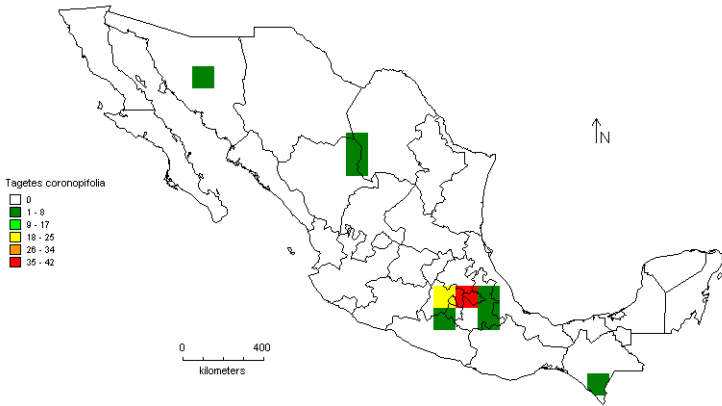 N
Tagetes coronopifolia
0
1 - 8
9 - 17
18 - 25
26 - 34
35 - 42
0 400
kilometers